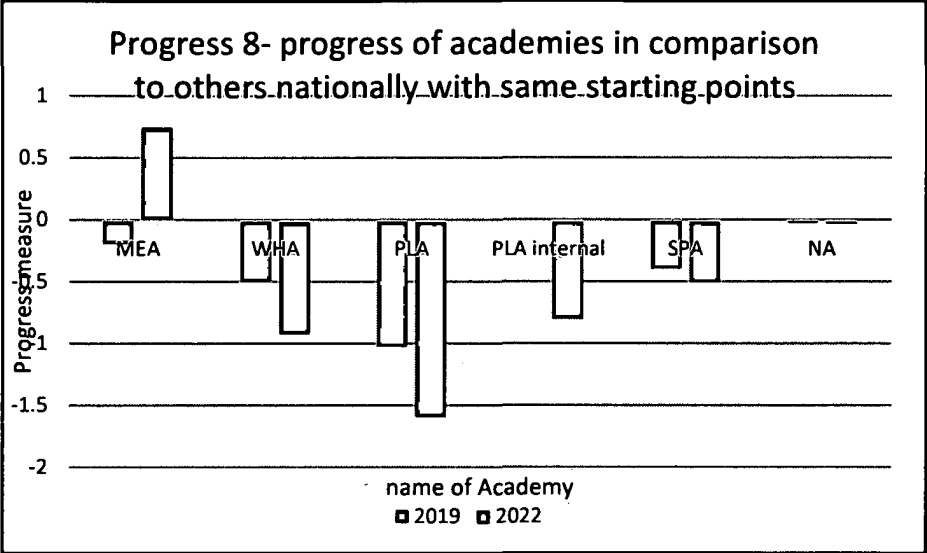 Progress 8- progress of academies in comparison
to others nationally with same starting points
1
0.5
0
-0.5
-1
-1.5
-2
Progress measure
MEA WHA PLA PLA internal SPA NA
name of Academy
2019 2022